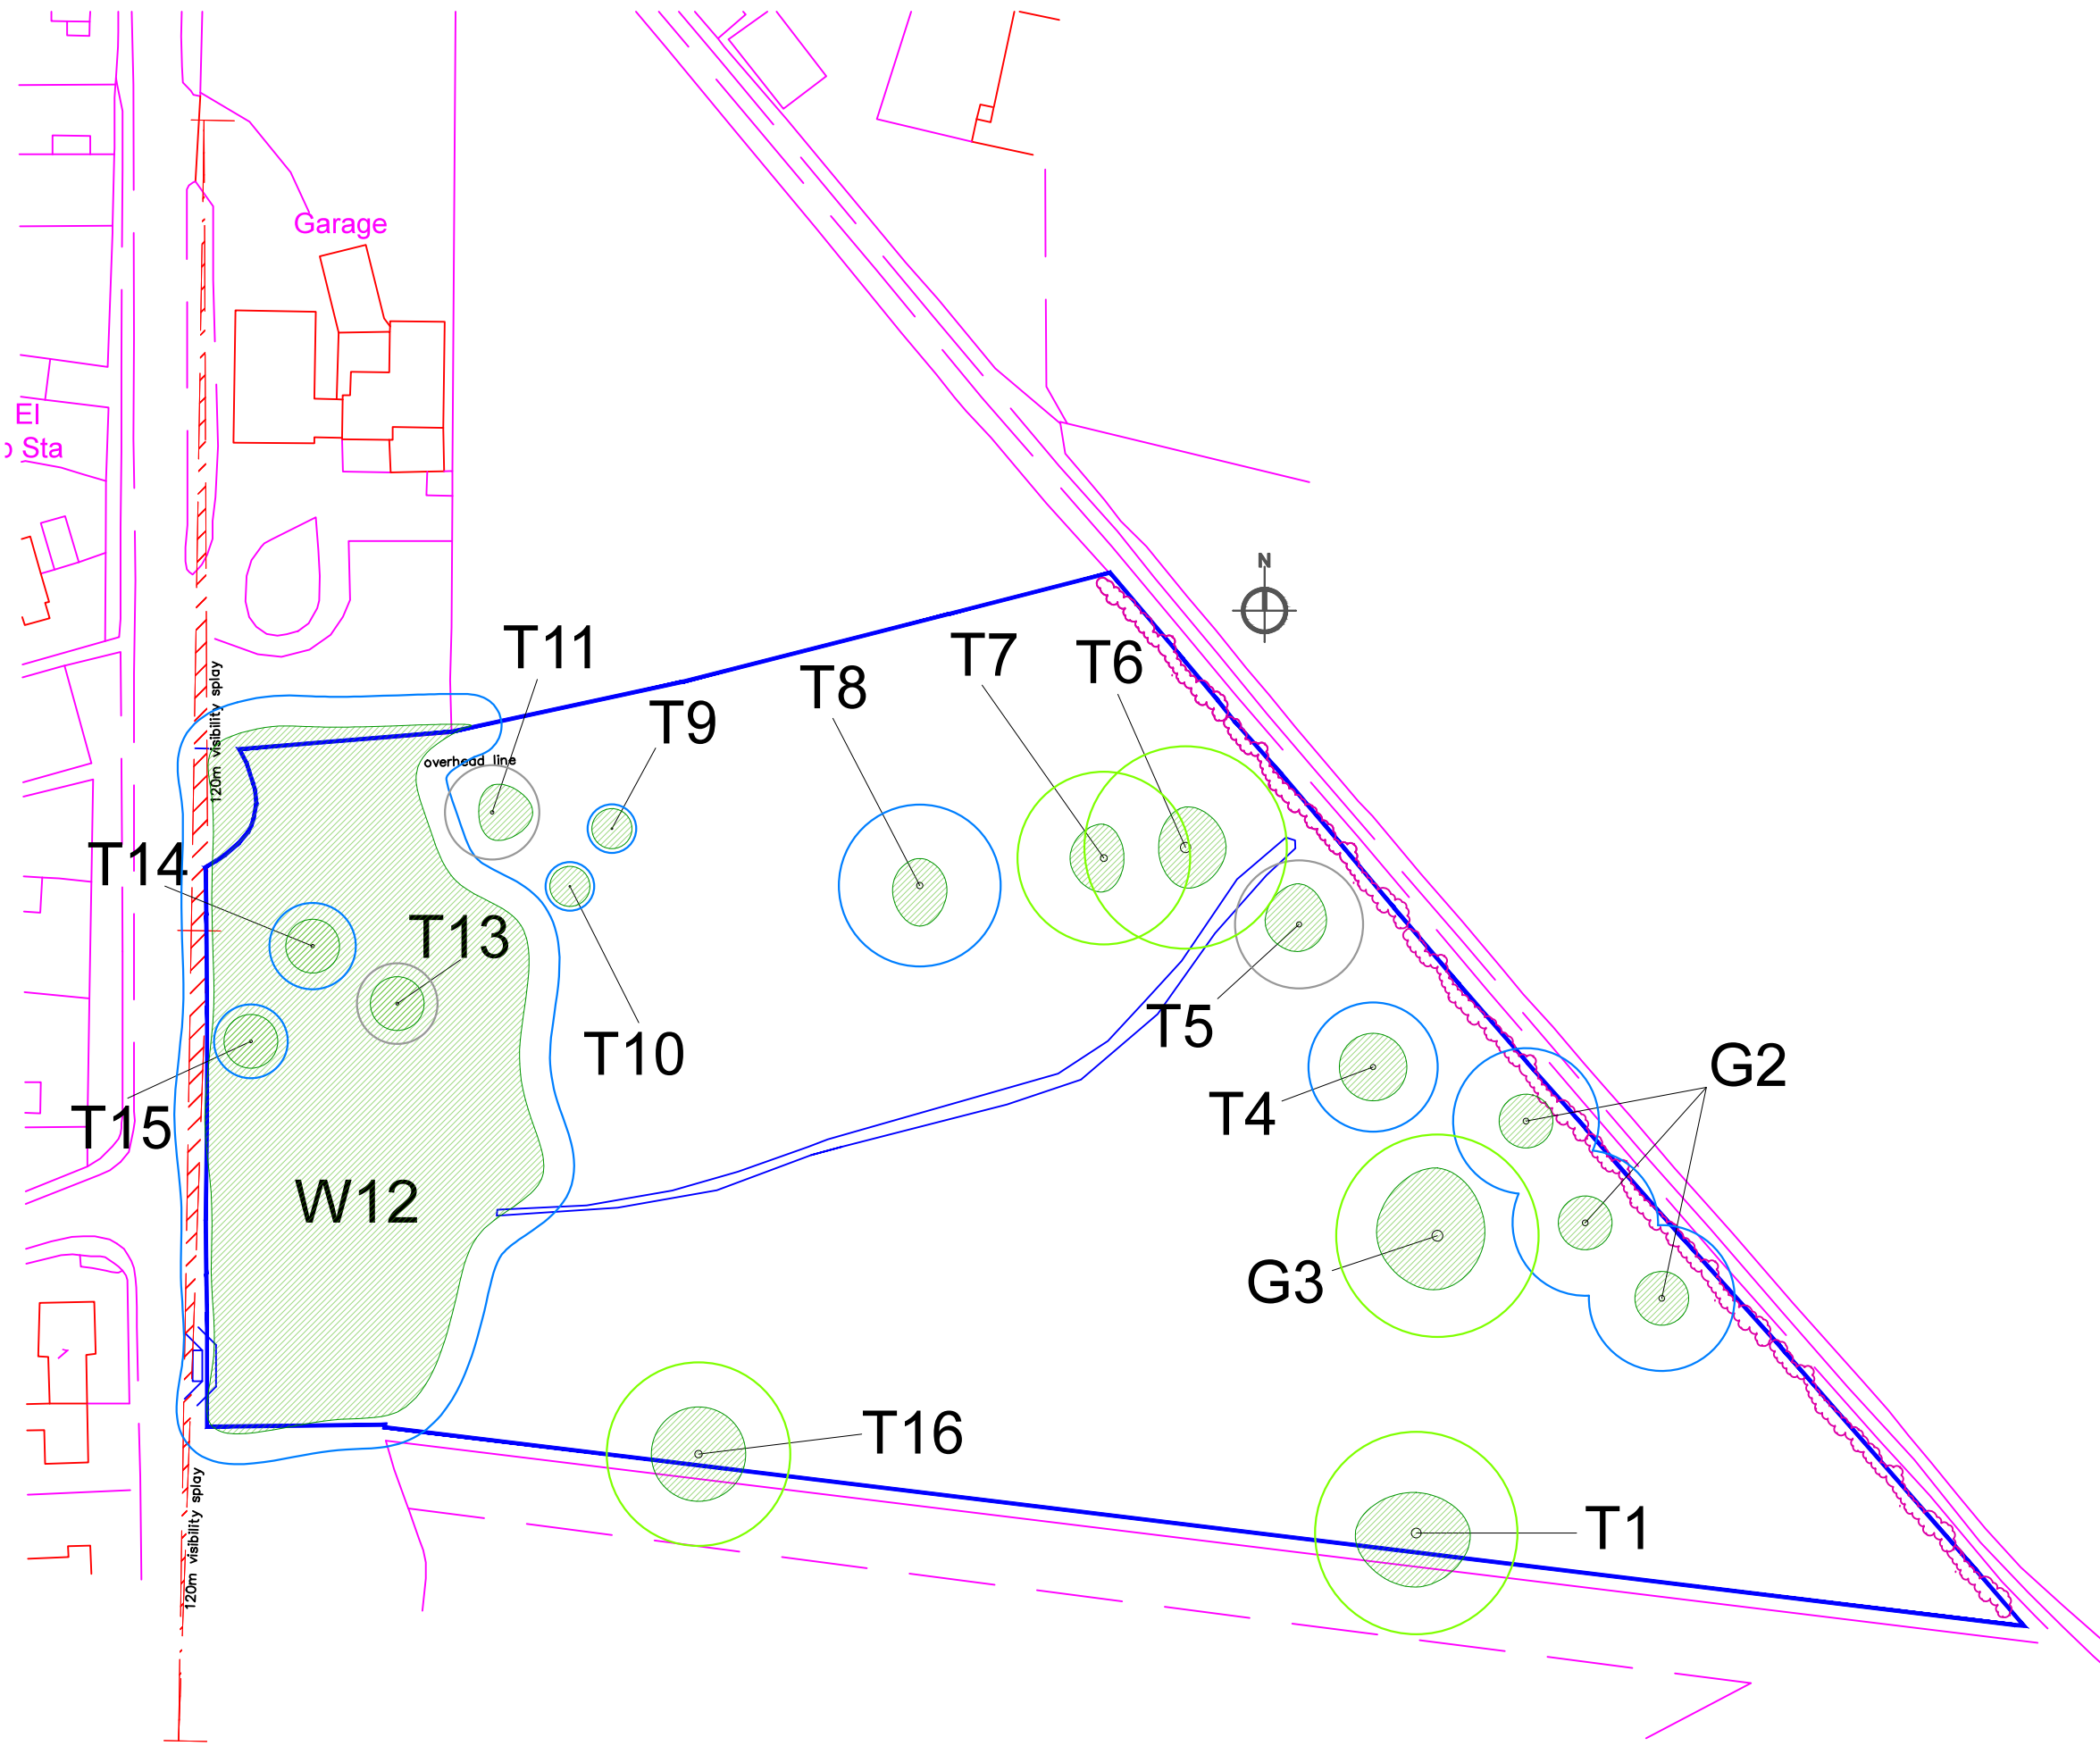 Garage
El
Sta
N
T11
T9
T8
T7
T6
120m visibility splay
overhead line
T14
T13
T10
T5
T4
G2
T15
W12
G3
T16
T1
120m visibility splay